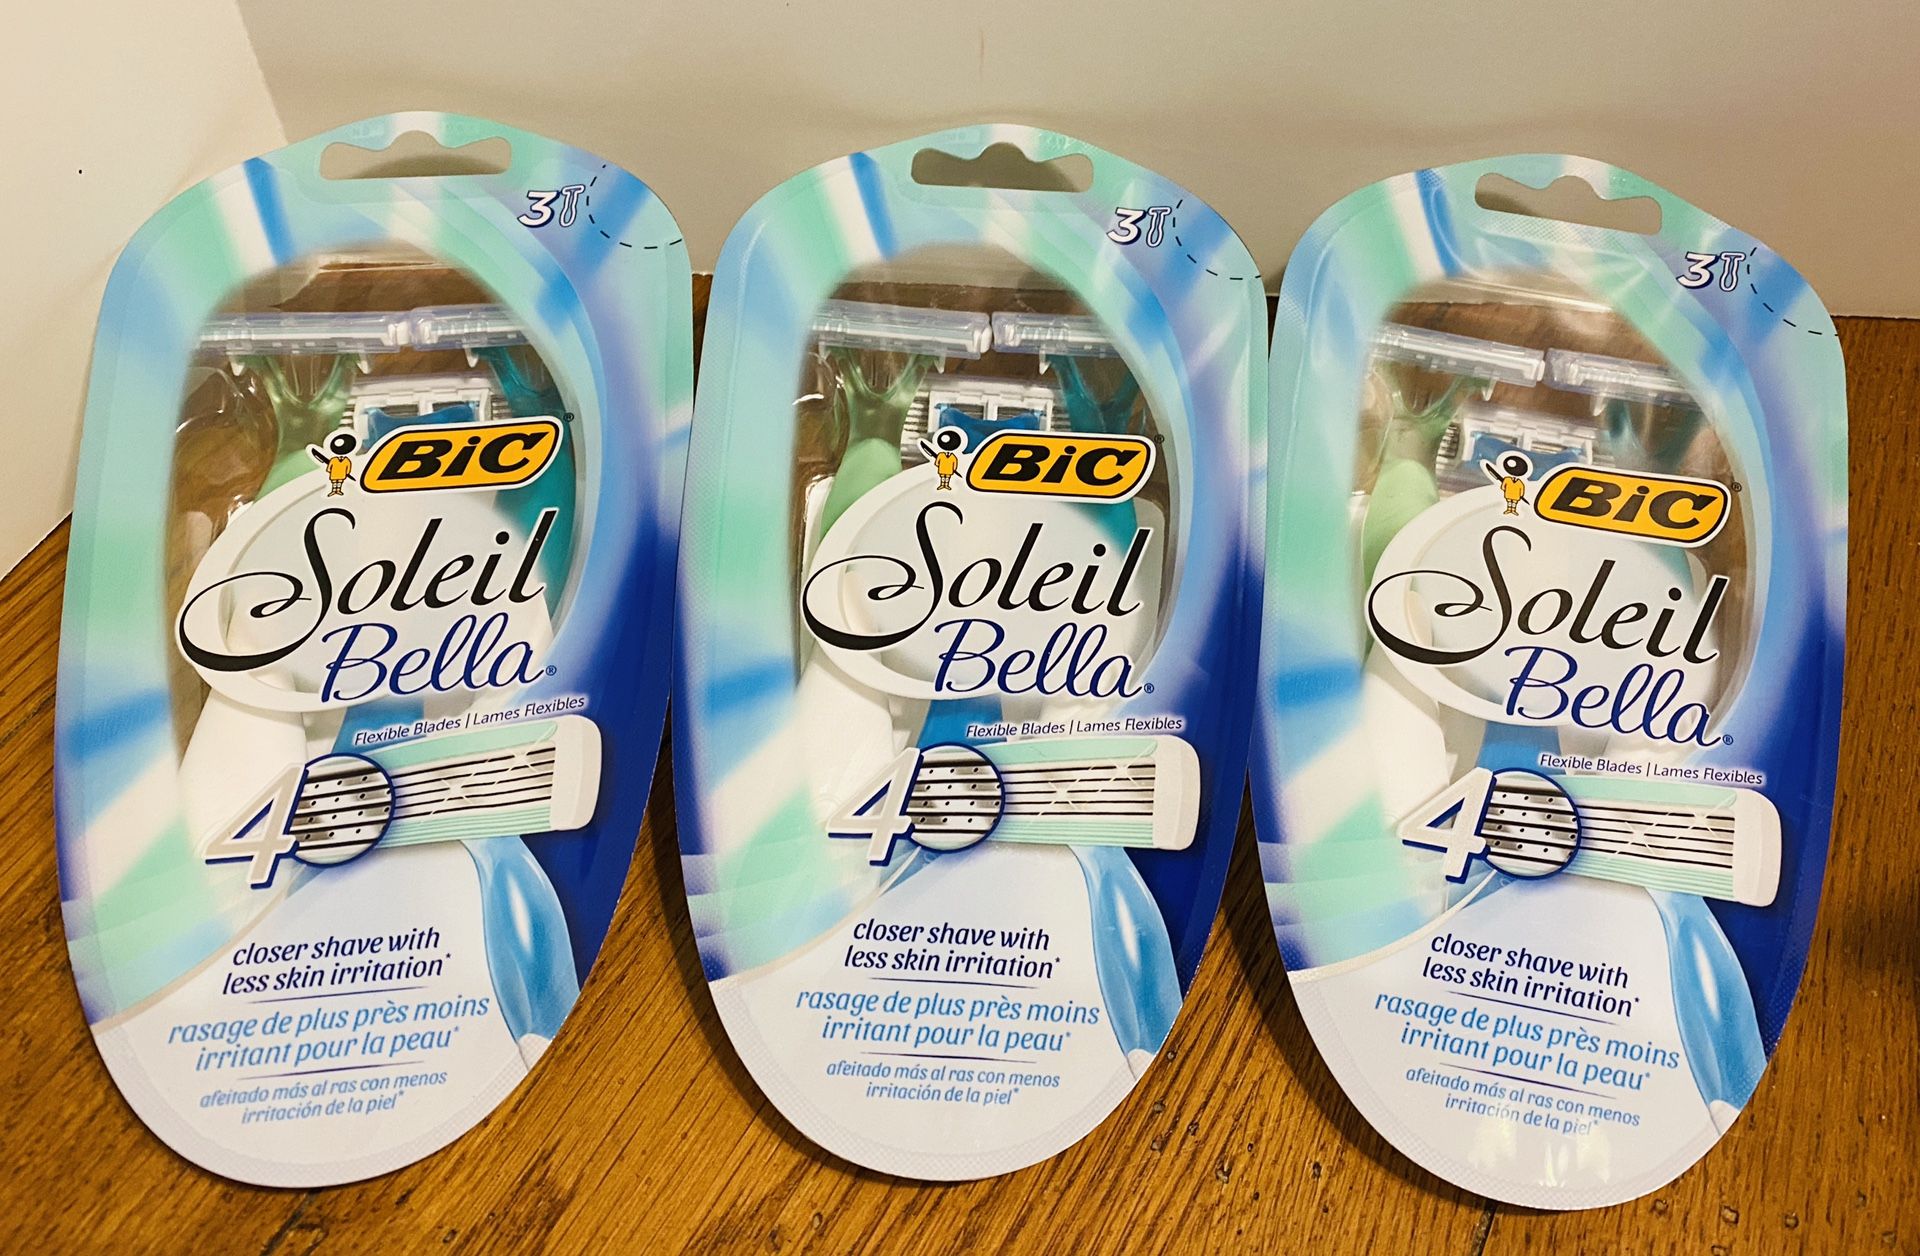 3
BiC®
Soleil
Bella®
Flexible Blades | Lames Flexibles
4
closer shave with
less skin irritation*
rasage de plus près moins
irritant pour la peau*
afeitado más al ras con menos
irritación de la piel*
3
BiC®
Soleil
Bella®
Flexible Blades | Lames Flexibles
4
closer shave with
less skin irritation*
rasage de plus près moins
irritant pour la peau*
afeitado más al ras con menos
irritación de la piel*
3
BiC®
Soleil
Bella®
Flexible Blades | Lames Flexibles
4
closer shave with
less skin irritation*
rasage de plus près moins
irritant pour la peau*
afeitado más al ras con menos
irritación de la piel*